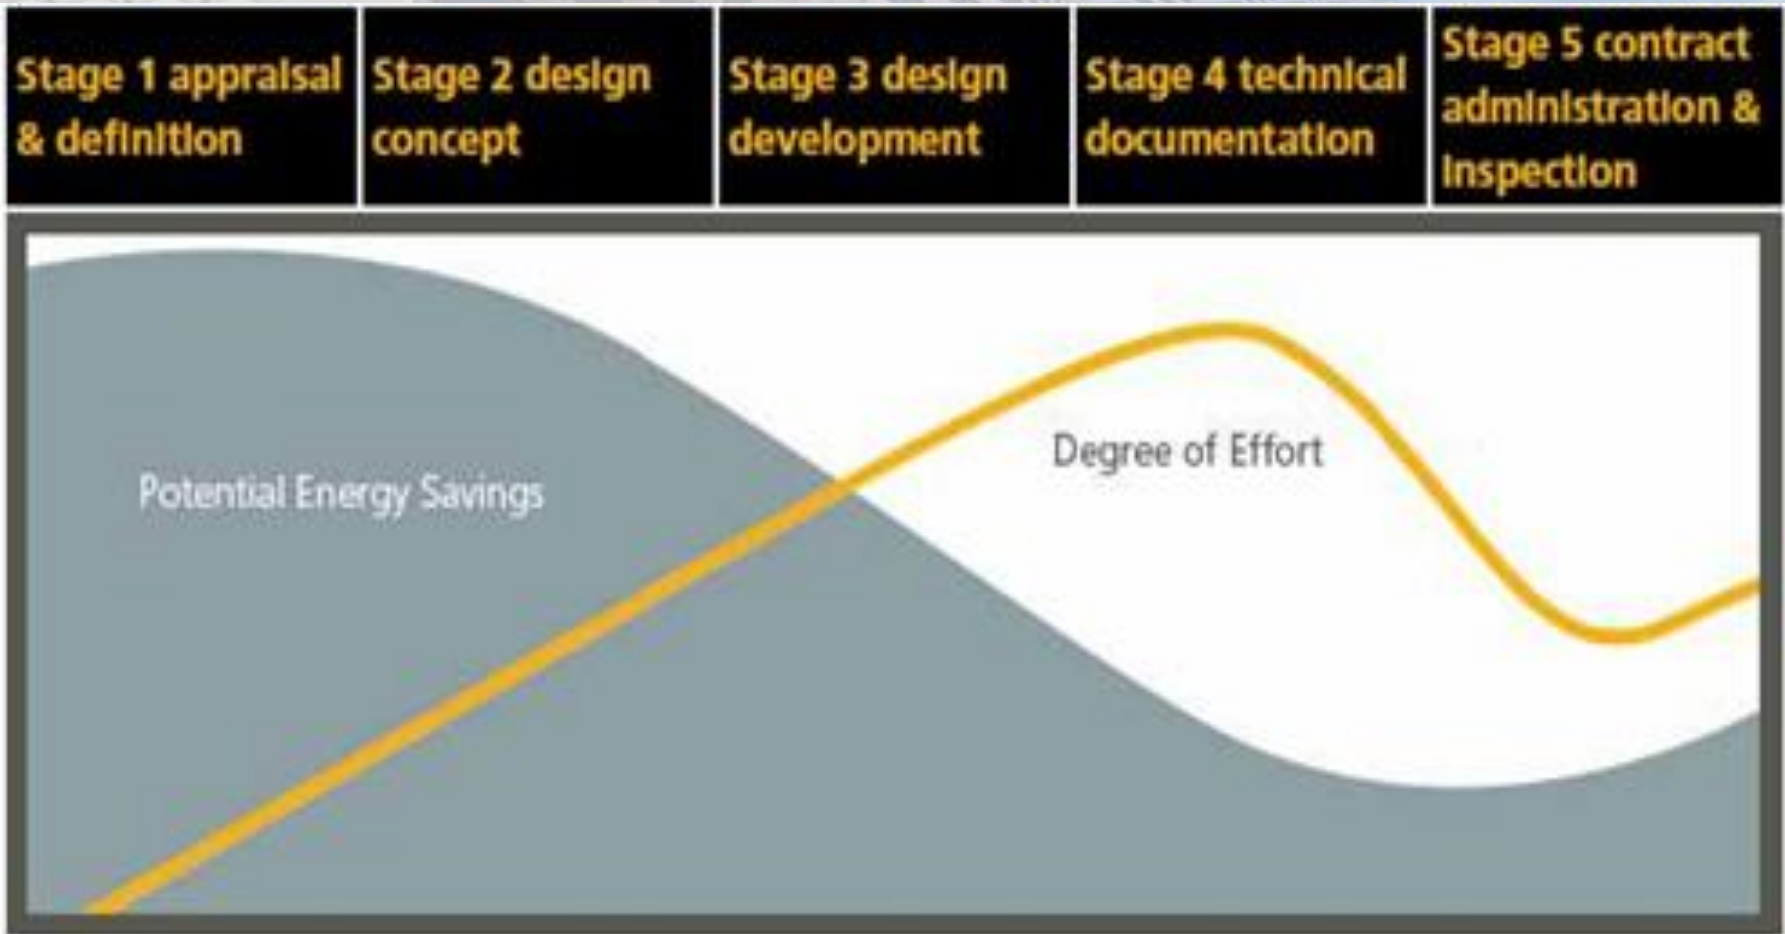 Stage 1 appraisal
& definition
Stage 2 design
concept
Stage 3 design
development
Stage 4 technical
documentation
Stage 5 contract
administration &
inspection
Degree of Effort
Potential Energy Savings